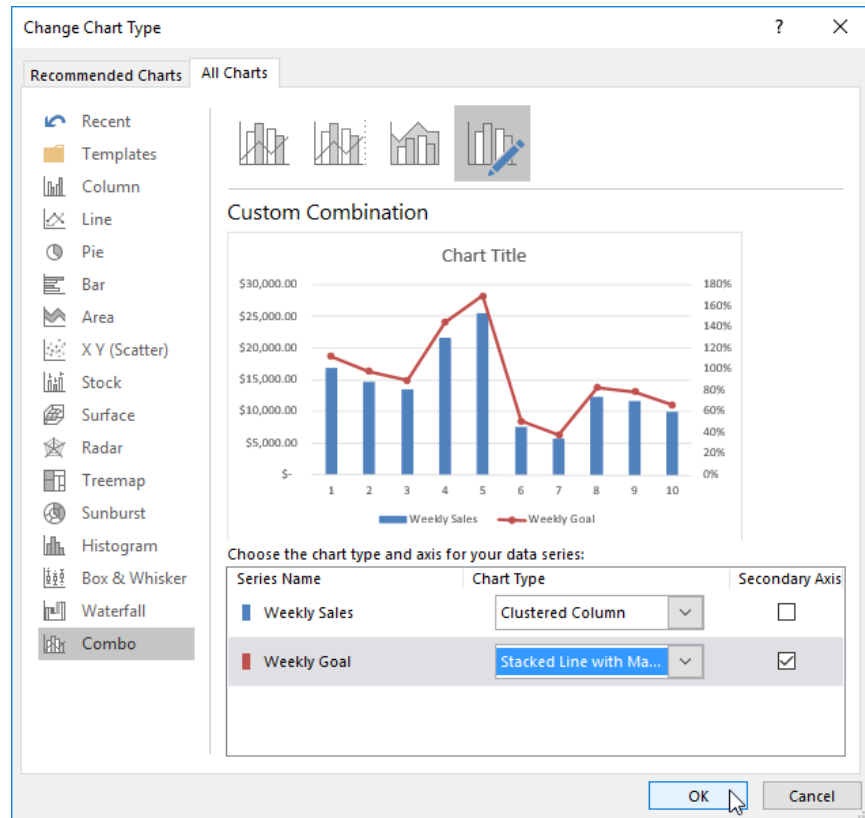 Change Chart Type
?
Recommended Charts
All Charts
Recent
Templates
Column
Line
Pie
Bar
Area
X Y (Scatter)
Stock
Surface
Radar
Treemap
Sunburst
Histogram
Box & Whisker
Waterfall
Combo
Custom Combination
Chart Title
$30,000.00
$25,000.00
$20,000.00
$15,000.00
$10,000.00
$5,000.00
$-
180%
160%
140%
120%
100%
80%
60%
40%
20%
0%
1 2 3 4 5 6 7 8 9 10
Weekly Sales Weekly Goal
Choose the chart type and axis for your data series:
Series Name Chart Type Secondary Axis
Weekly Sales Clustered Column
Weekly Goal Stacked Line with Ma...
OK Cancel